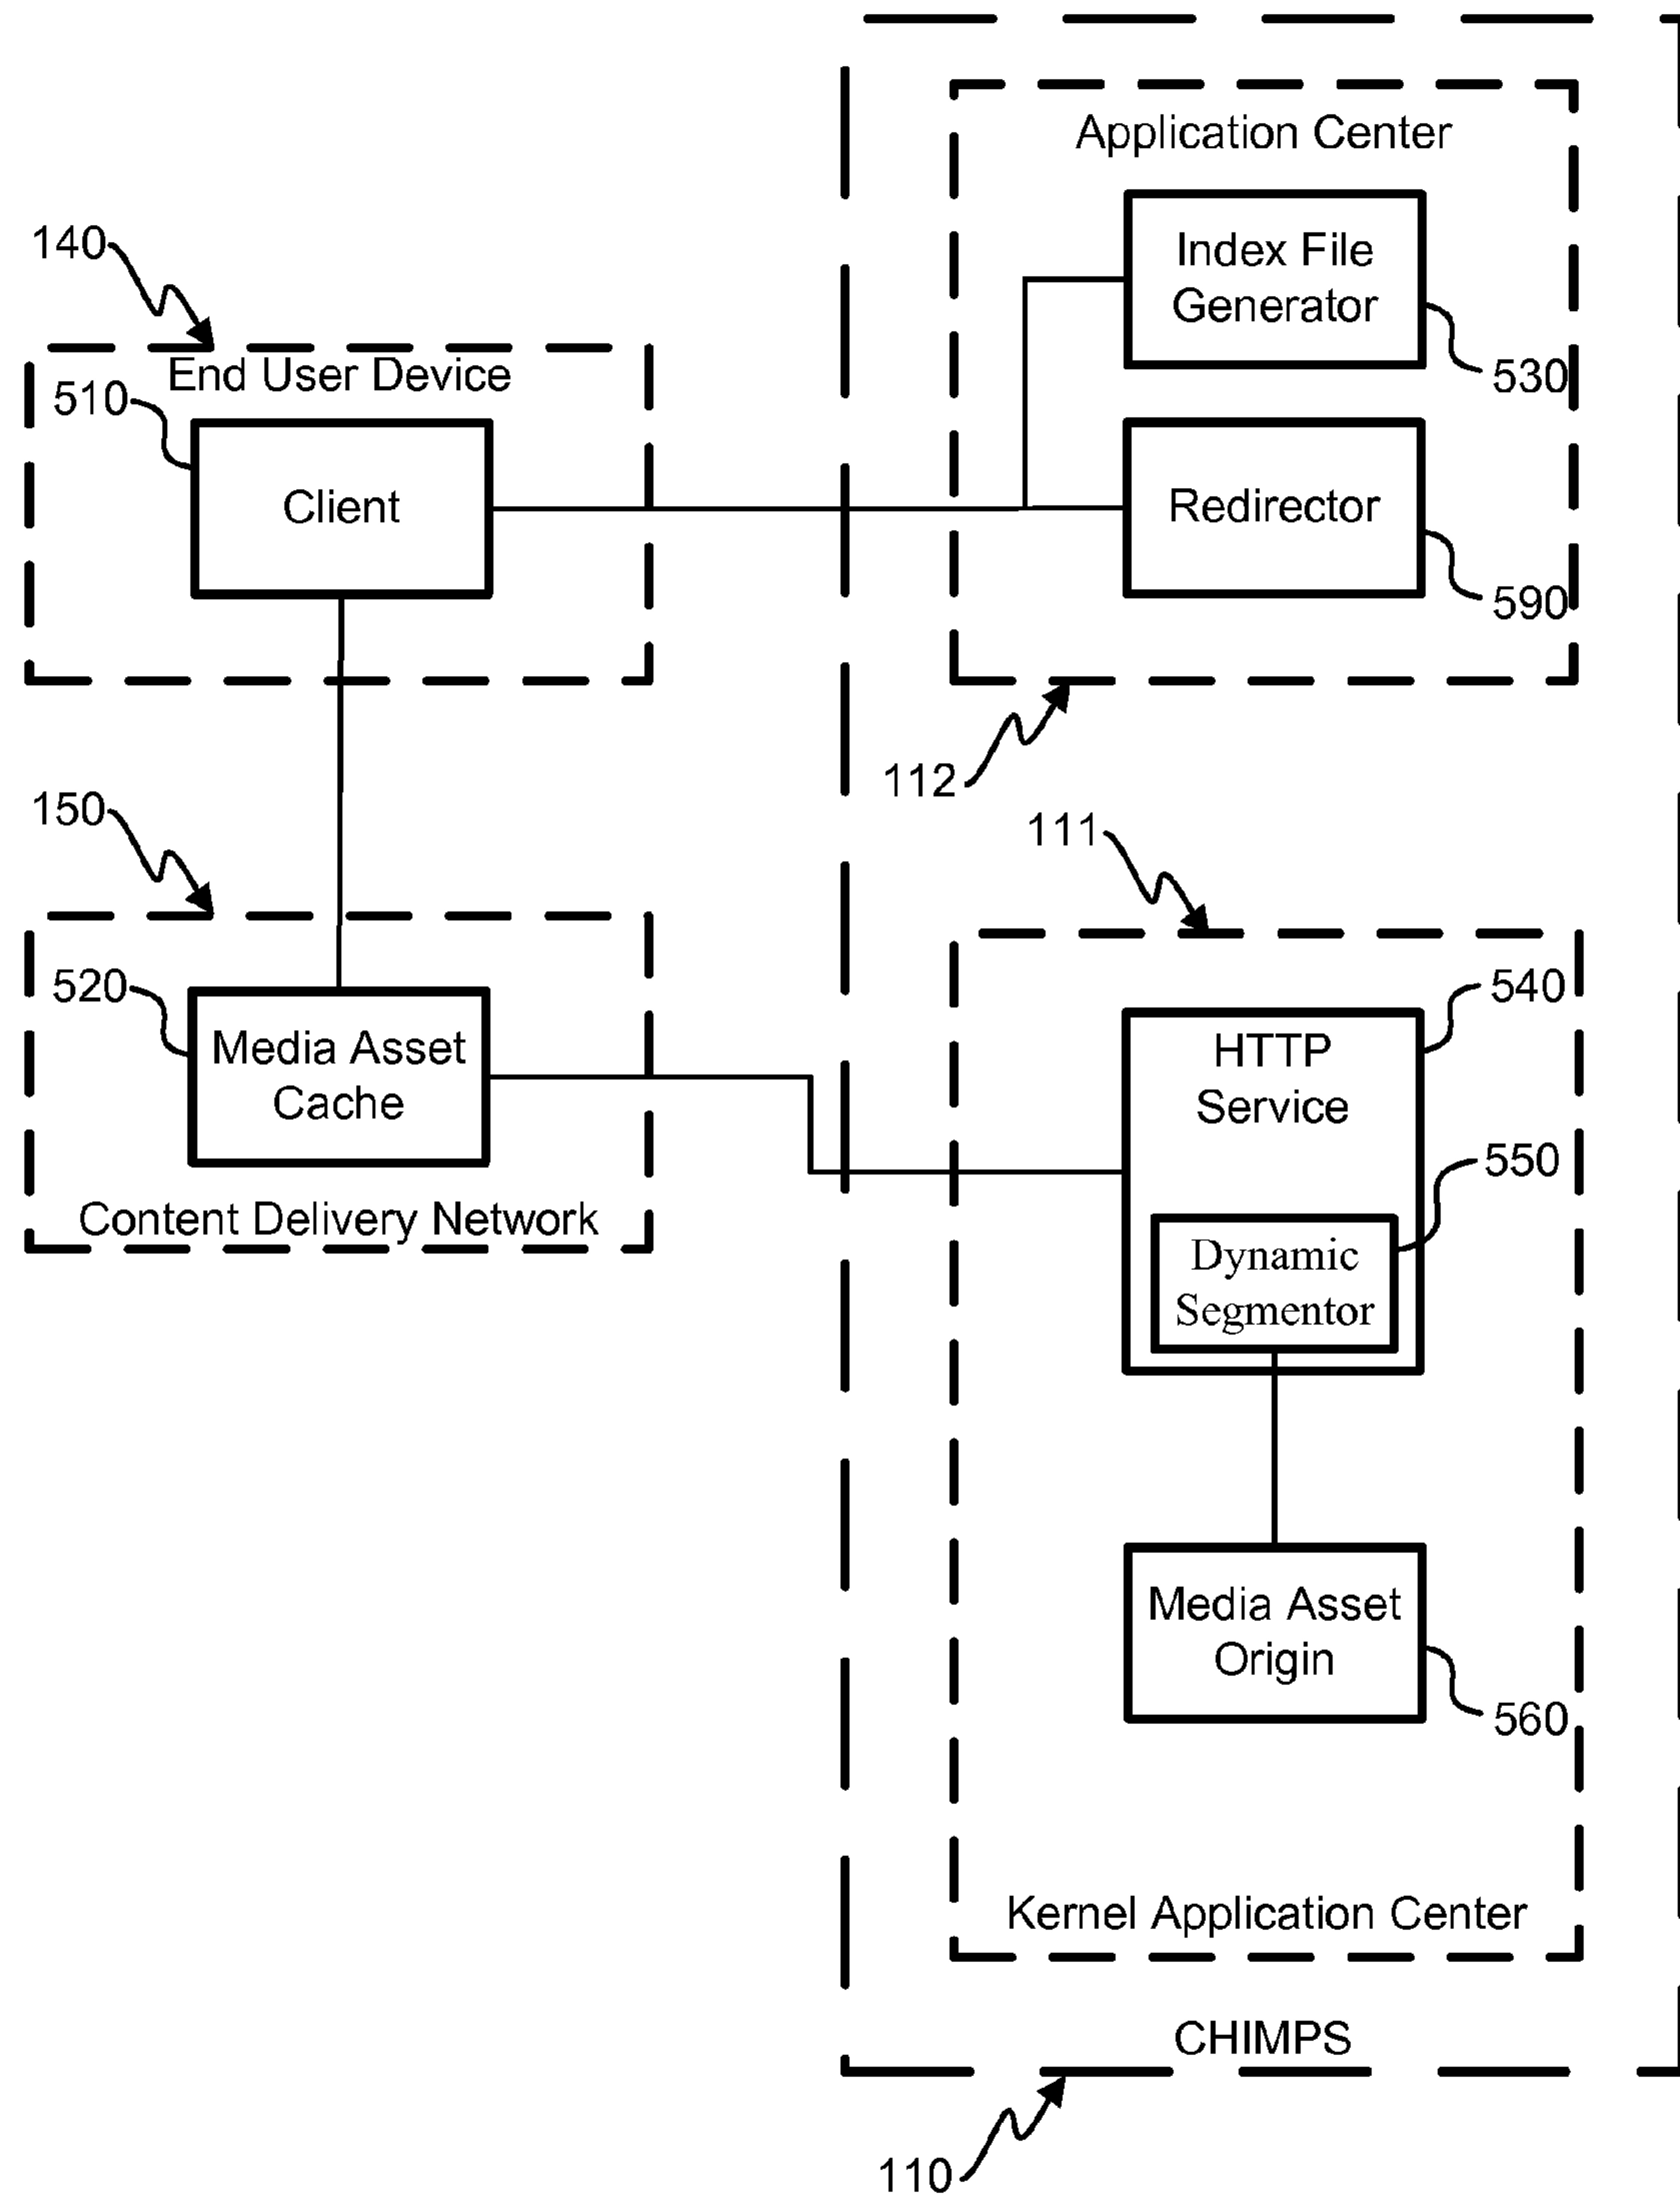 Application Center
Index File
Generator
530
140
End User Device
510
Client
Redirector
590
112
150
111
520
Media Asset
Cache
Content Delivery Network
540
HTTP
Service
550
Dynamic
Segmentor
Media Asset
Origin
560
Kernel Application Center
CHIMPS
110